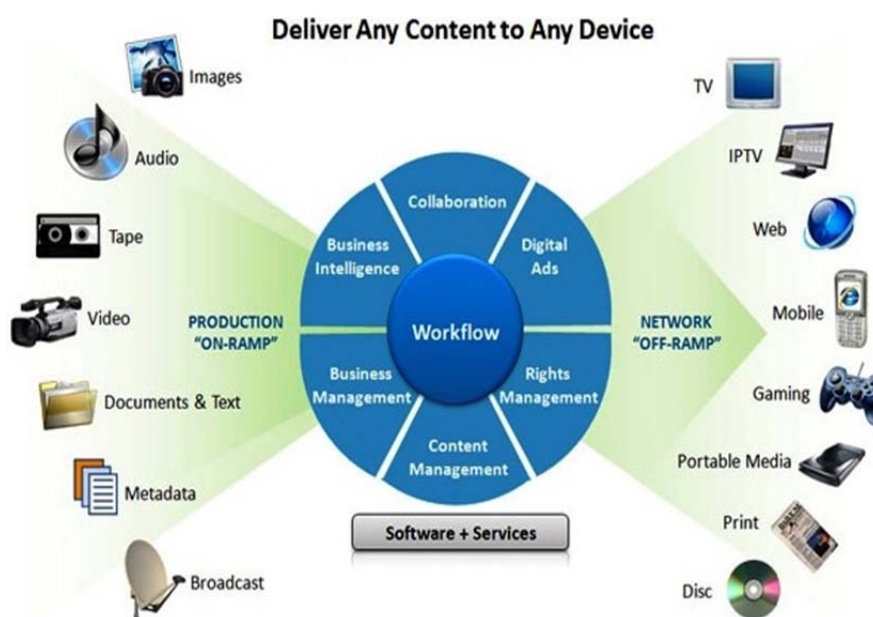 Deliver Any Content to Any Device
Images
Audio
Tape
Video
Documents & Text
Metadata
Broadcast
PRODUCTION
“ON-RAMP”
Collaboration
Business
Intelligence
Digital
Ads
Workflow
Business
Management
Rights
Management
Content
Management
Software + Services
NETWORK
“OFF-RAMP”
TV
IPTV
Web
Mobile
Gaming
Portable Media
Print
Disc